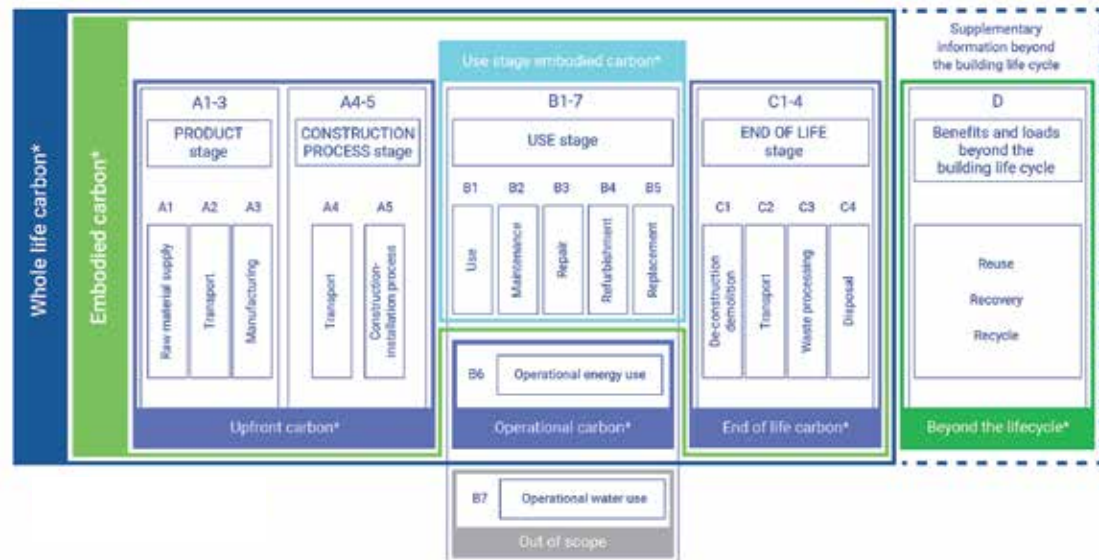 Whole life carbon*
Embodied carbon*
Use stage embodied carbon*
Supplementary
information beyond
the building life cycle
A1-3
PRODUCT
stage
A4-5
CONSTRUCTION
PROCESS stage
B1-7
USE stage
C1-4
END OF LIFE
stage
D
Benefits and loads
beyond the
building life cycle
A1
A2
A3
Raw material supply
Transport
Manufacturing
A4
A5
Transport
Construction-
installation process
B1
B2
B3
B4
B5
Use
Maintenance
Repair
Refurbishment
Replacement
C1
C2
C3
C4
De-construction
demolition
Transport
Waste processing
Disposal
Reuse
Recovery
Recycle
B6
Operational energy use
Upfront carbon*
Operational carbon*
End of life carbon*
Beyond the lifecycle*
B7
Operational water use
Out of scope